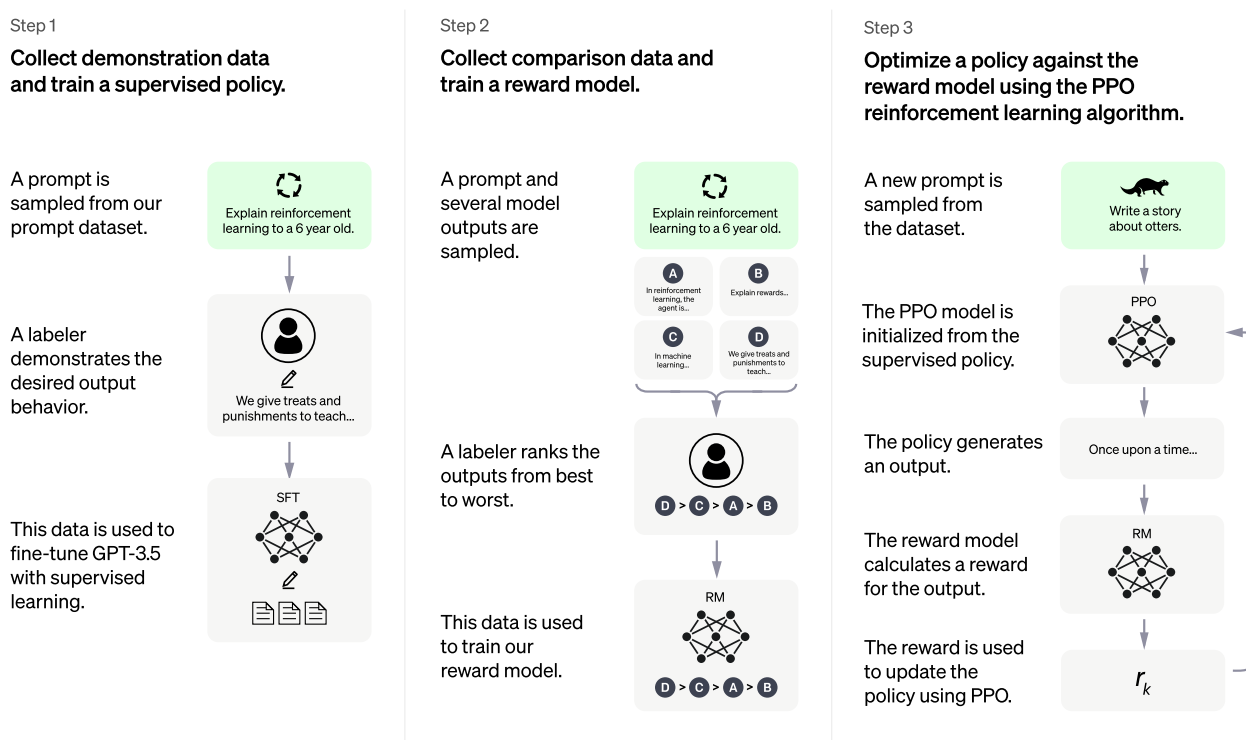 Step 1
Collect demonstration data
and train a supervised policy.
A prompt is
sampled from our
prompt dataset.
Explain reinforcement
learning to a 6 year old.
A labeler
demonstrates the
desired output
behavior.
We give treats and
punishments to teach...
This data is used to
fine-tune GPT-3.5
with supervised
learning.
SFT
Step 2
Collect comparison data and
train a reward model.
A prompt and
several model
outputs are
sampled.
Explain reinforcement
learning to a 6 year old.
A
In reinforcement
learning, the
agent is...
B
Explain rewards...
C
In machine
learning...
D
We give treats and
punishments to
teach...
A labeler ranks the
outputs from best
to worst.
D > C > A > B
This data is used
to train our
reward model.
RM
D > C > A > B
Step 3
Optimize a policy against the
reward model using the PPO
reinforcement learning algorithm.
A new prompt is
sampled from
the dataset.
Write a story
about otters.
The PPO model is
initialized from the
supervised policy.
PPO
The policy generates
an output.
Once upon a time...
The reward model
calculates a reward
for the output.
RM
The reward is used
to update the
policy using PPO.
rk